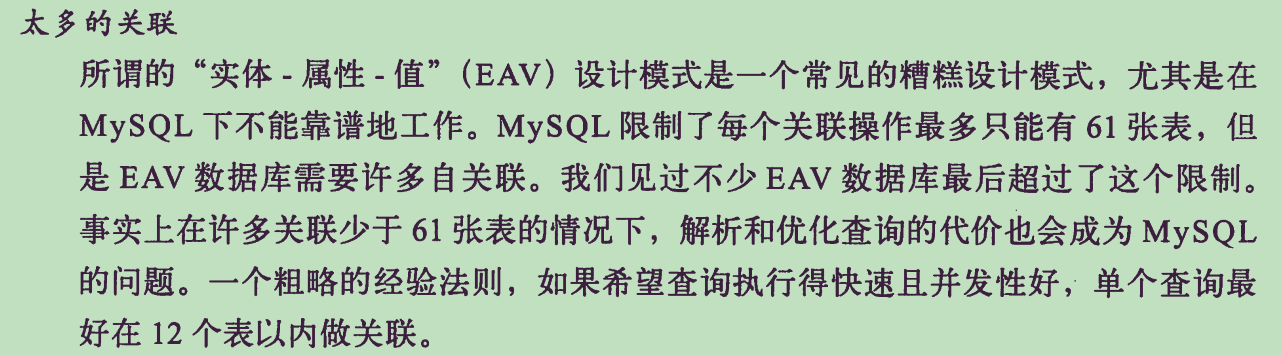 太多的关联
所谓的“实体 - 属性 - 值”（EAV）设计模式是一个常见的糟糕设计模式，尤其是在
MySQL 下不能靠谱地工作。MySQL 限制了每个关联操作最多只能有 61 张表，但
是 EAV 数据库需要许多自关联。我们见过不少 EAV 数据库最后超过了这个限制。
事实上在许多关联少于 61 张表的情况下，解析和优化查询的代价也会成为 MySQL
的问题。一个粗略的经验法则，如果希望查询执行得快速且并发性好，单个查询最
好在 12 个表以内做关联。